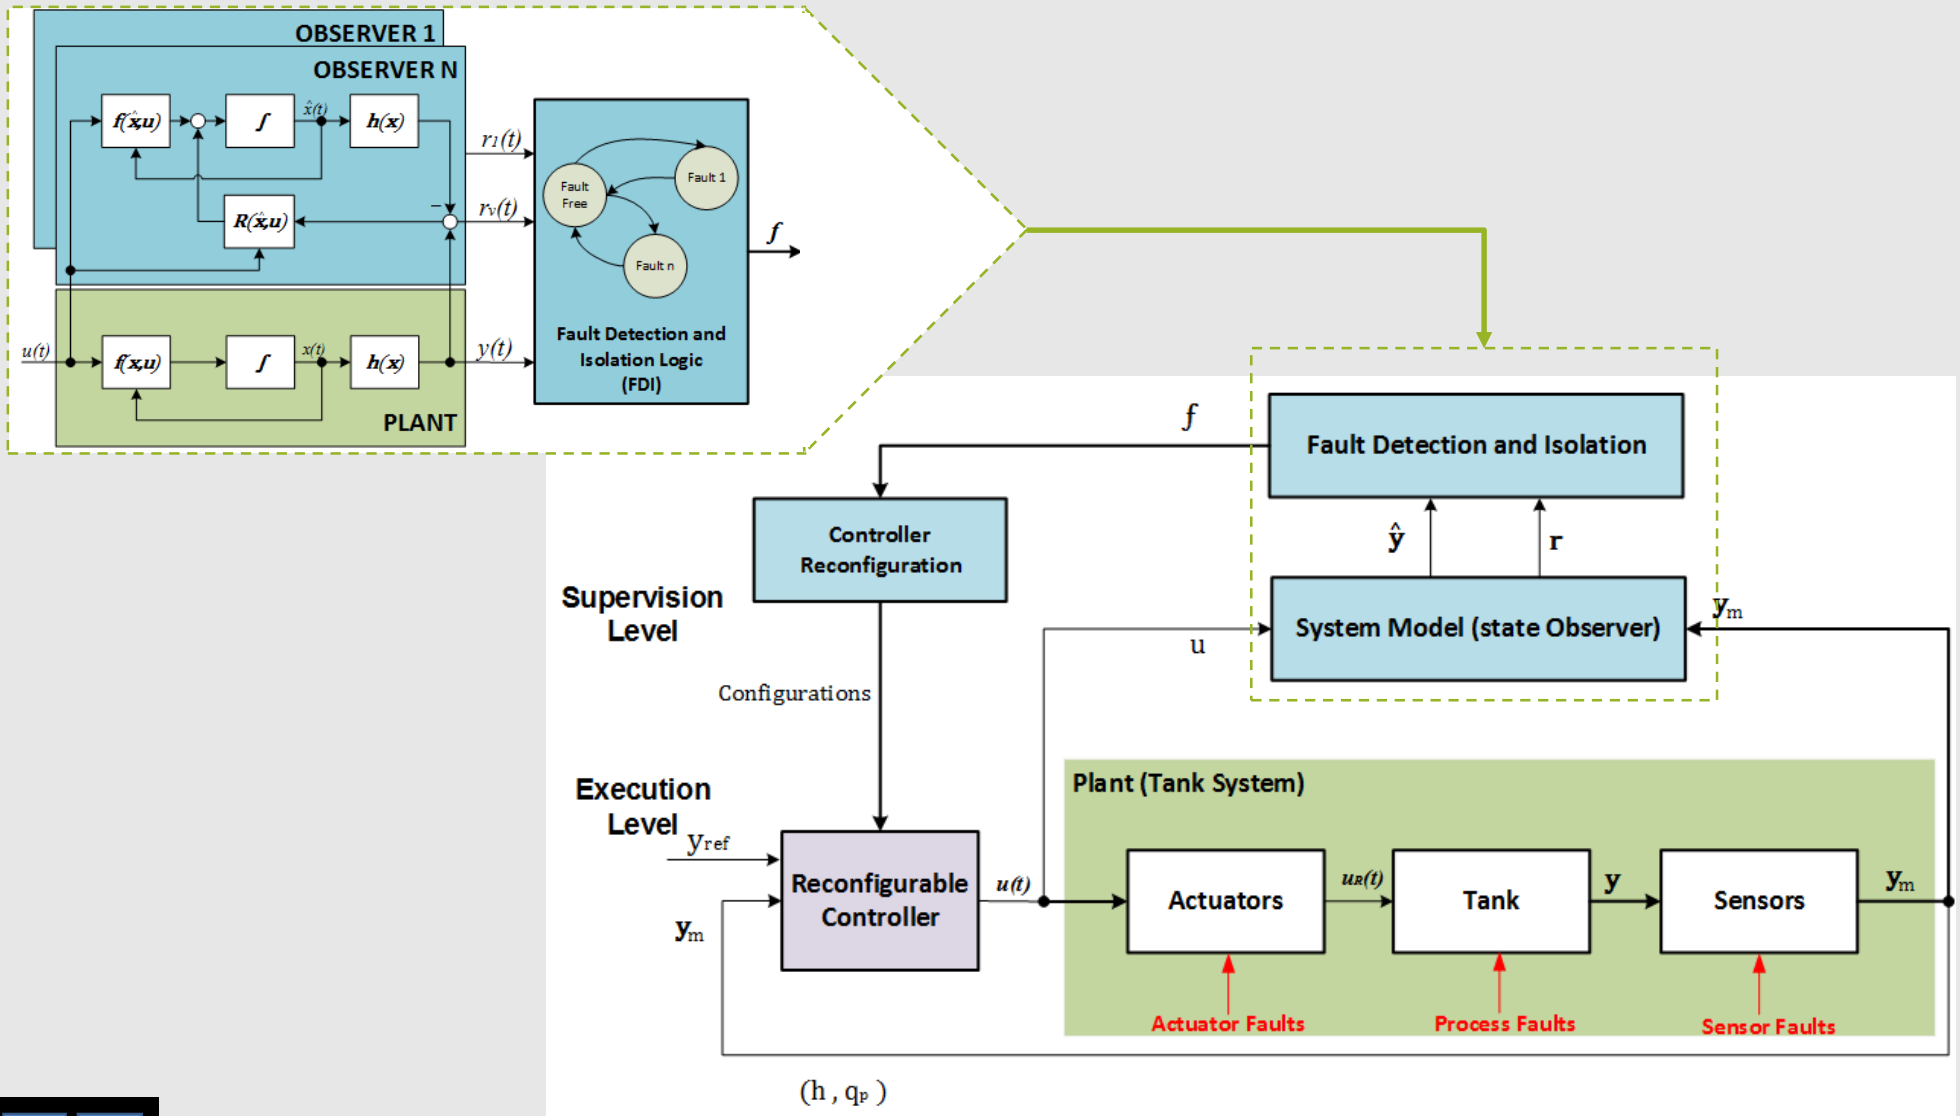 OBSERVER 1
OBSERVER N
f(x̂,u)
∫
x̂(t)
h(x)
R(x̂,u)
−
r1(t)
rv(t)
y(t)
u(t)
f(x,u)
∫
x(t)
h(x)
PLANT
Fault
Free
Fault 1
Fault n
Fault Detection and
Isolation Logic
(FDI)
f
f
Fault Detection and Isolation
ŷ
r
System Model (state Observer)
ym
u
Controller
Reconfiguration
Supervision
Level
Configurations
Execution
Level
yref
ym
Reconfigurable
Controller
u(t)
Plant (Tank System)
Actuators
uR(t)
Tank
y
Sensors
ym
Actuator Faults
Process Faults
Sensor Faults
(h , qp )